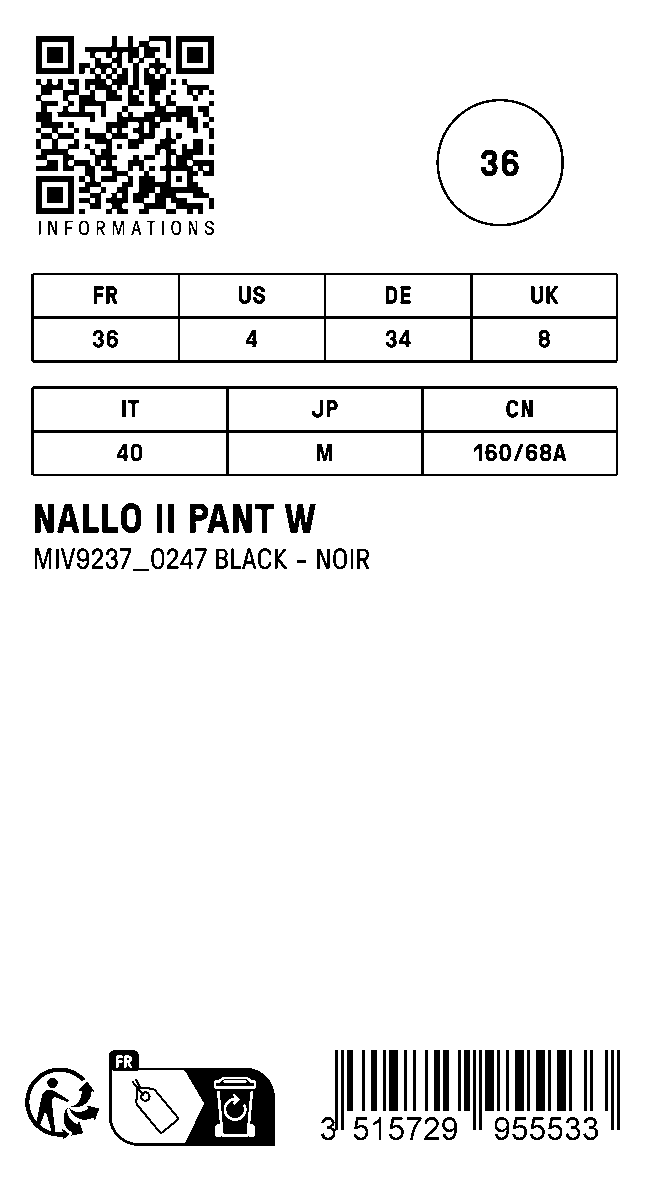 INFORMATIONS
36
FR US DE UK
36 4 34 8
IT JP CN
40 M 160/68A
NALLO II PANT W
MIV9237_0247 BLACK - NOIR
FR
3 515729 955533